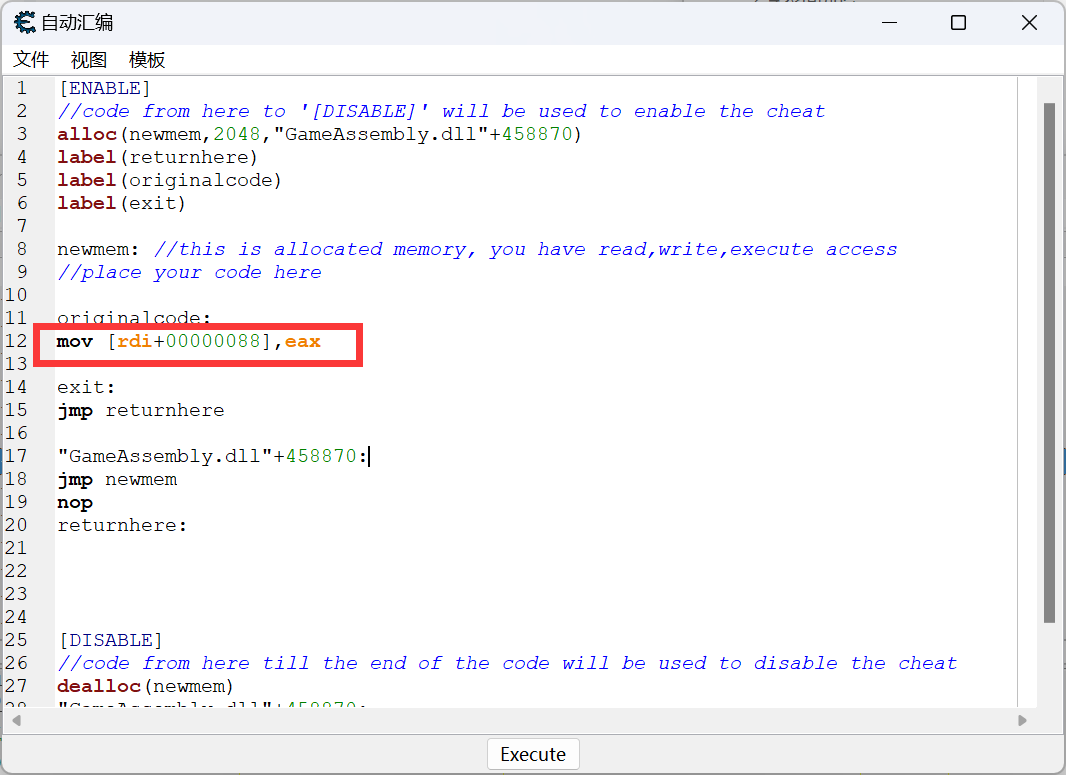 自动汇编
文件 视图 模板
1 [ENABLE]
2 //code from here to '[DISABLE]' will be used to enable the cheat
3 alloc(newmem,2048,"GameAssembly.dll"+458870)
4 label(returnhere)
5 label(originalcode)
6 label(exit)
7
8 newmem: //this is allocated memory, you have read,write,execute access
9 //place your code here
10
11 originalcode:
12 mov [rdi+00000088],eax
13
14 exit:
15 jmp returnhere
16
17 "GameAssembly.dll"+458870:
18 jmp newmem
19 nop
20 returnhere:
21
22
23
24
25 [DISABLE]
26 //code from here till the end of the code will be used to disable the cheat
27 dealloc(newmem)
28 "GameAssembly.dll"+458870:
Execute